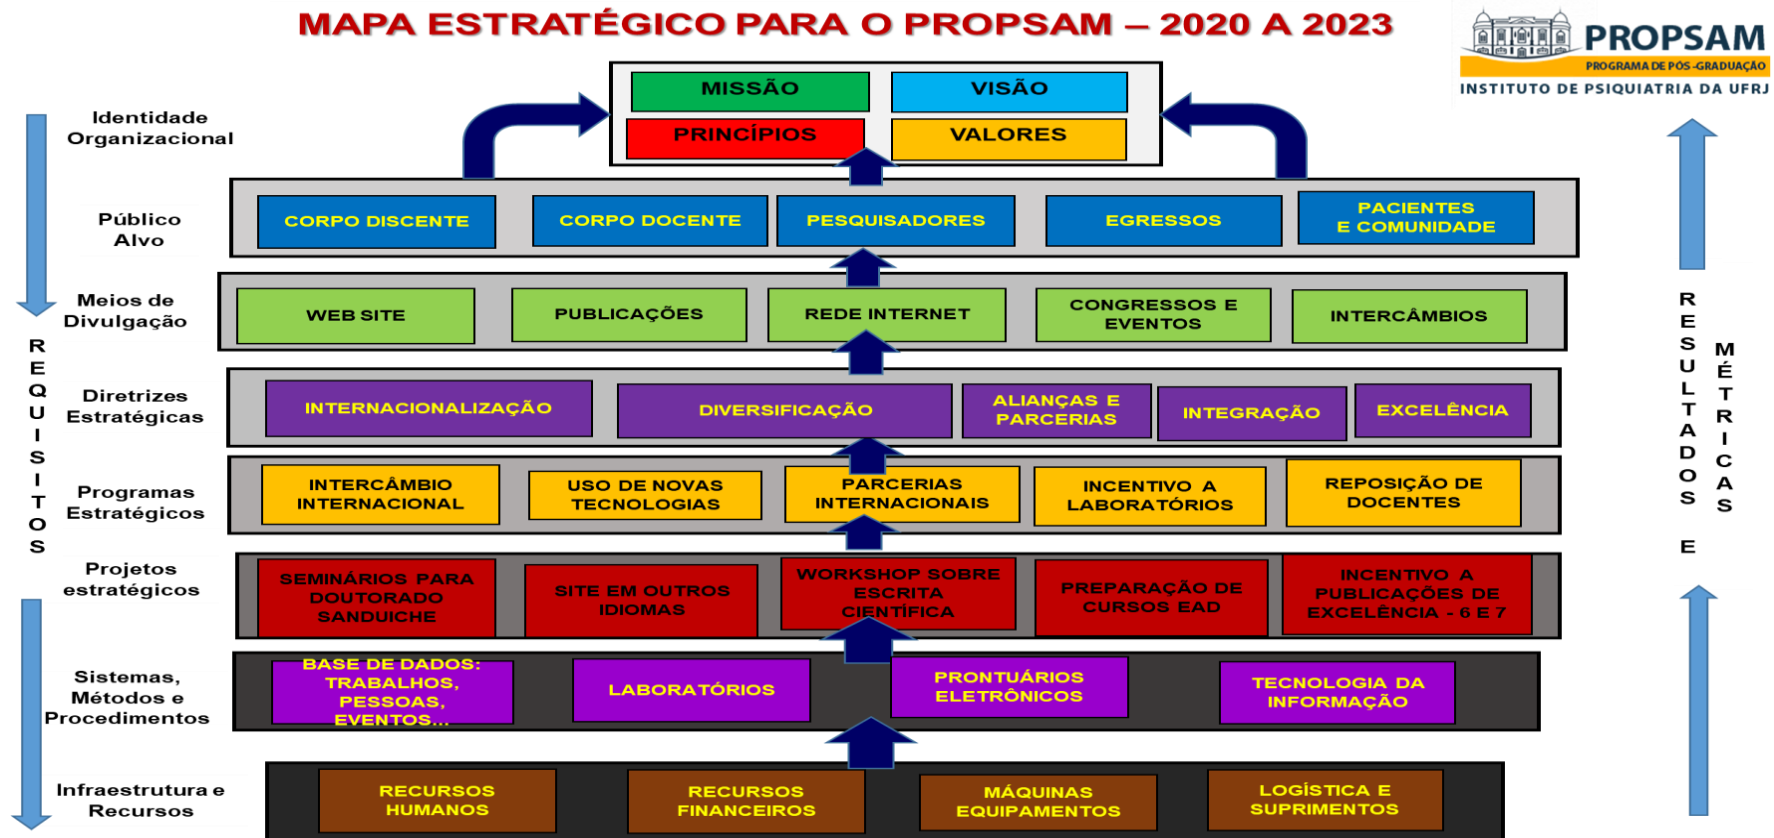 MAPA ESTRATÉGICO PARA O PROPSAM – 2020 A 2023
PROPSAM
PROGRAMA DE PÓS-GRADUAÇÃO
INSTITUTO DE PSIQUIATRIA DA UFRJ
Identidade
Organizacional
MISSÃO
VISÃO
PRINCÍPIOS
VALORES
Público
Alvo
CORPO DISCENTE
CORPO DOCENTE
PESQUISADORES
EGRESSOS
PACIENTES
E COMUNIDADE
Meios de
Divulgação
WEB SITE
PUBLICAÇÕES
REDE INTERNET
CONGRESSOS E
EVENTOS
INTERCÂMBIOS
Diretrizes
Estratégicas
INTERNACIONALIZAÇÃO
DIVERSIFICAÇÃO
ALIANÇAS E
PARCERIAS
INTEGRAÇÃO
EXCELÊNCIA
Programas
Estratégicos
INTERCÂMBIO
INTERNACIONAL
USO DE NOVAS
TECNOLOGIAS
PARCERIAS
INTERNACIONAIS
INCENTIVO A
LABORATÓRIOS
REPOSIÇÃO DE
DOCENTES
Projetos
estratégicos
SEMINÁRIOS PARA
DOUTORADO
SANDUICHE
SITE EM OUTROS
IDIOMAS
WORKSHOP SOBRE
ESCRITA
CIENTÍFICA
PREPARAÇÃO DE
CURSOS EAD
INCENTIVO A
PUBLICAÇÕES DE
EXCELÊNCIA - 6 E 7
Sistemas,
Métodos e
Procedimentos
BASE DE DADOS:
TRABALHOS,
PESSOAS,
EVENTOS...
LABORATÓRIOS
PRONTUÁRIOS
ELETRÔNICOS
TECNOLOGIA DA
INFORMAÇÃO
Infraestrutura e
Recursos
RECURSOS
HUMANOS
RECURSOS
FINANCEIROS
MÁQUINAS
EQUIPAMENTOS
LOGÍSTICA E
SUPRIMENTOS
REQUISITOS
RESULTADOS E
MÉTRICAS